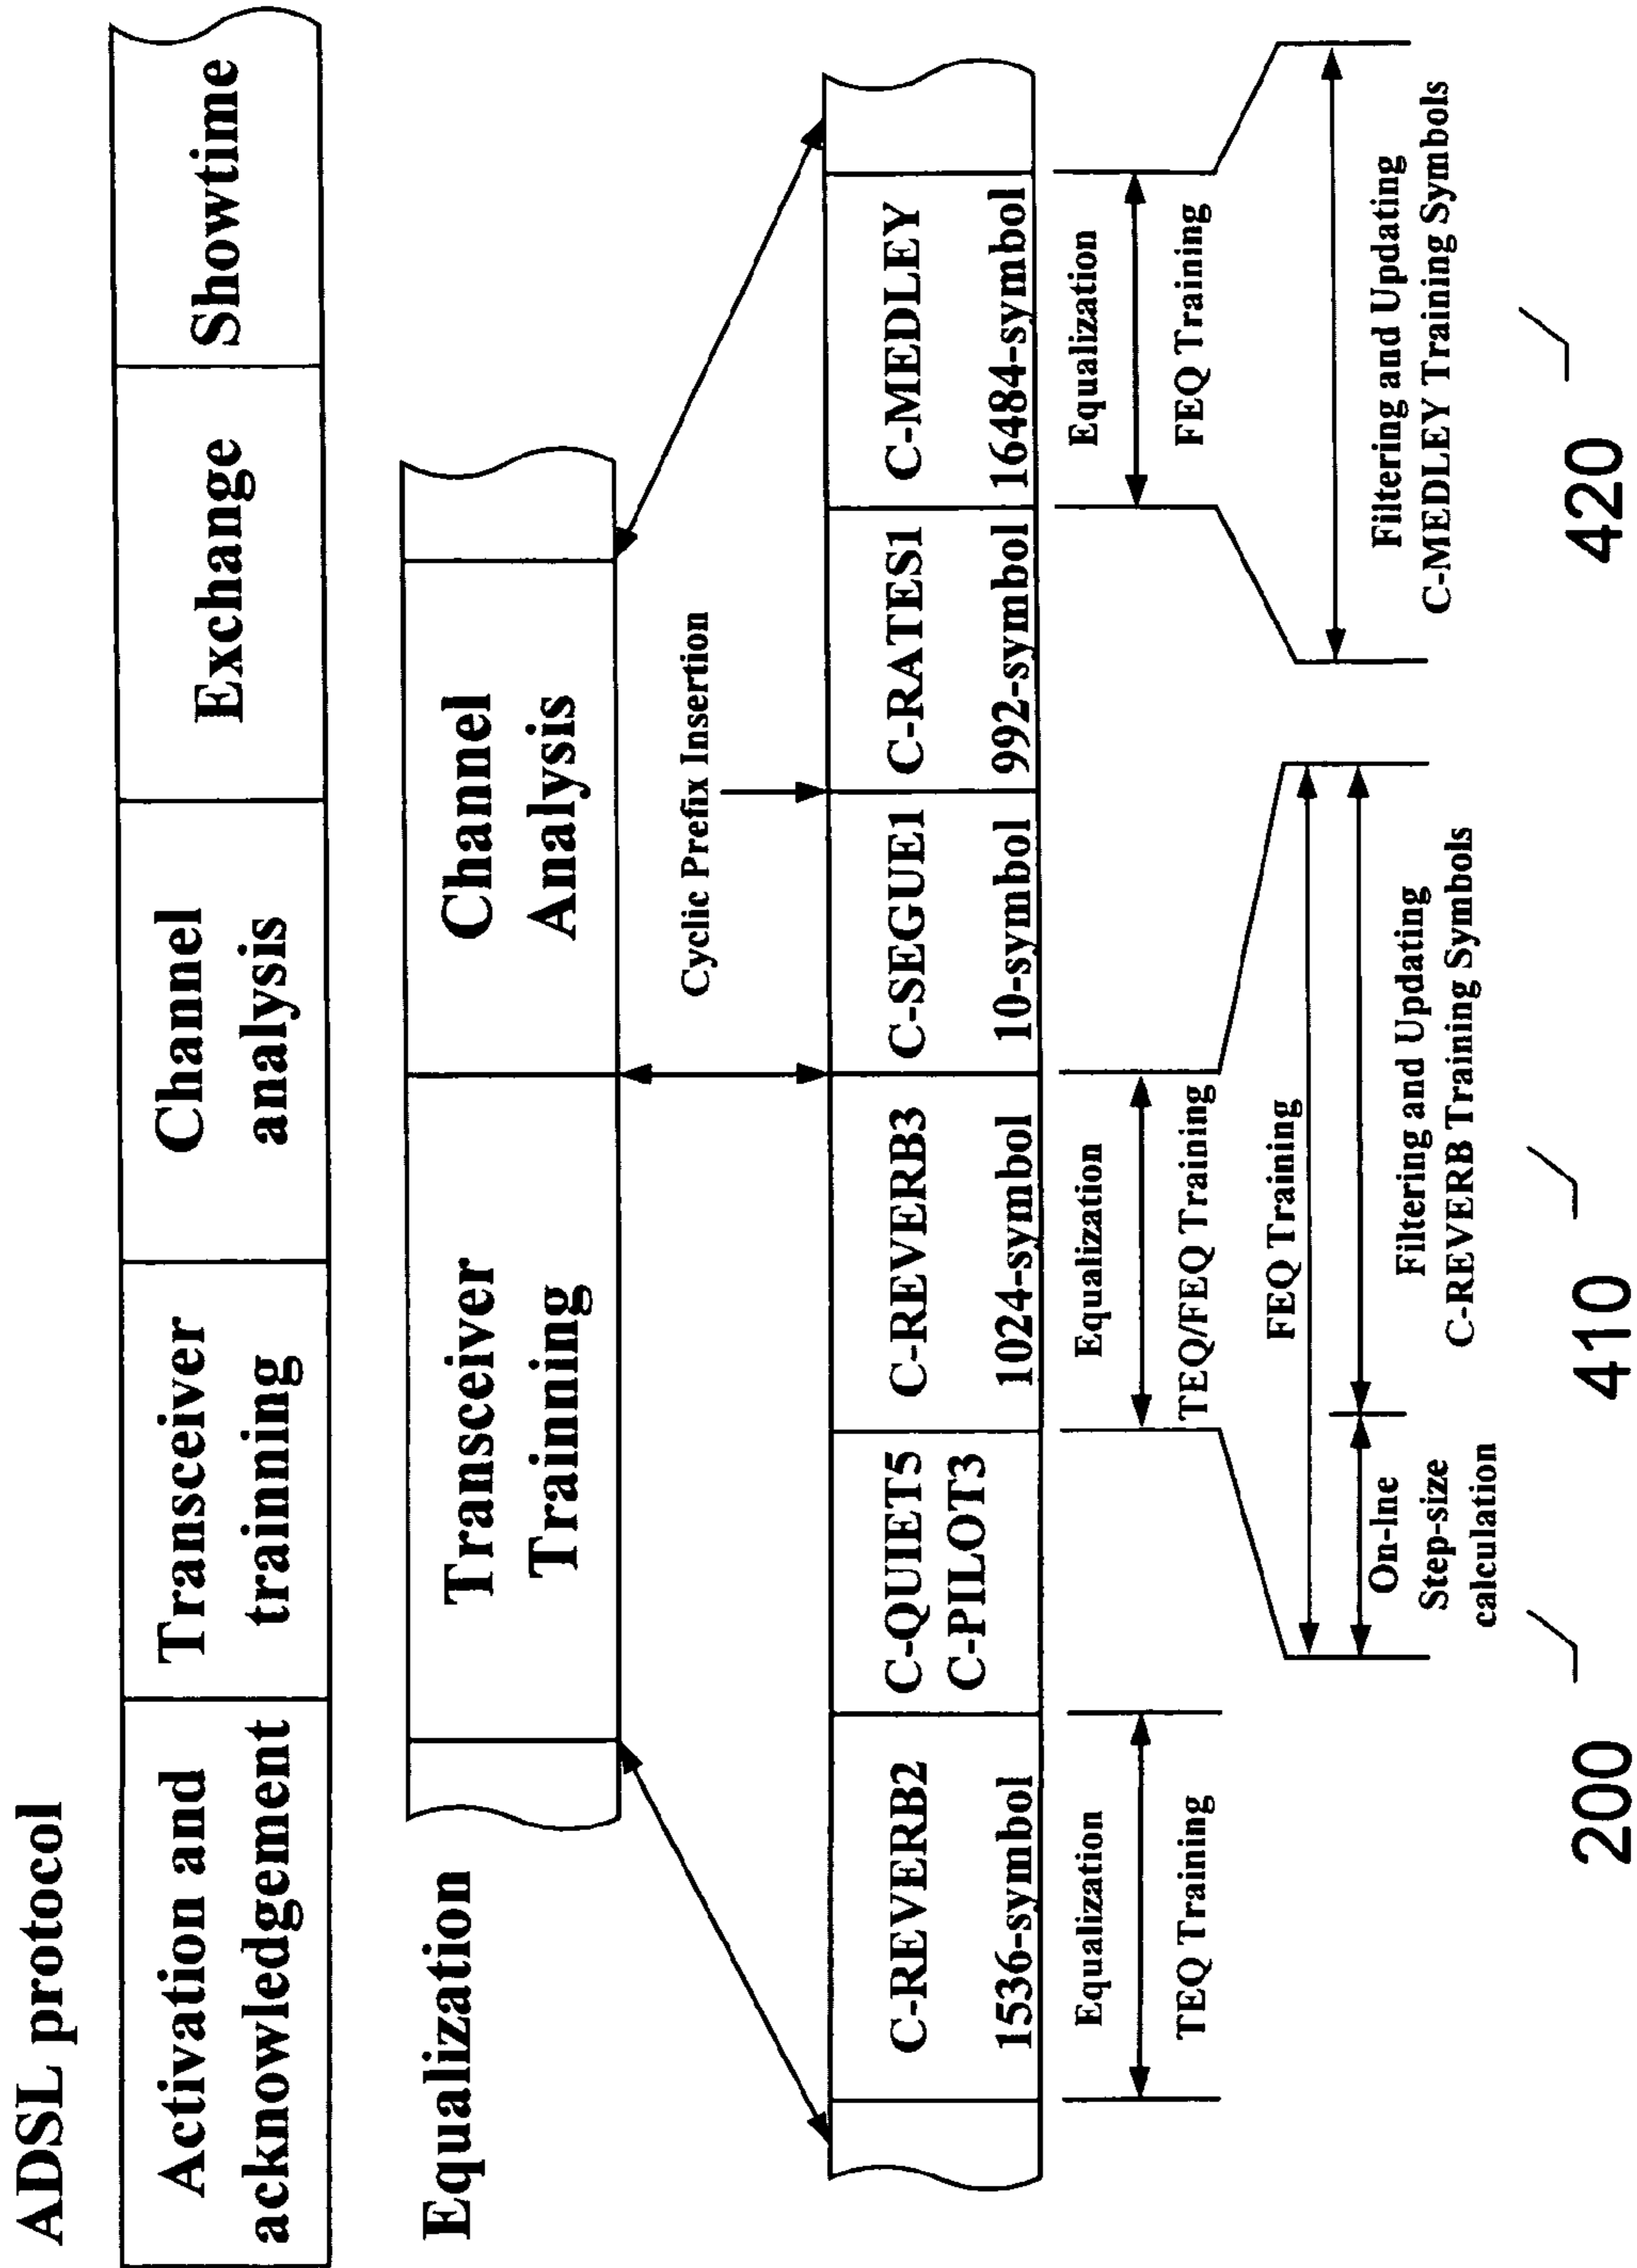 ADSL protocol
Activation and
acknowledgement
Transceiver
trainning
Channel
analysis
Exchange
Showtime
Equalization
Transceiver
Trainning
Channel
Analysis
Cyclic Prefix Insertion
C-REVERB2
1536-symbol
C-QUIET5
C-PILOT3
C-REVERB3
1024-symbol
C-SEGUE1
10-symbol
C-RATES1
992-symbol
C-MEDLEY
16484-symbol
Equalization
TEQ Training
Equalization
TEQ/FEQ Training
Equalization
FEQ Training
FEQ Training
On-lne
Step-size
calculation
Filtering and Updating
C-REVERB Training Symbols
Filtering and Updating
C-MEDLEY Training Symbols
200
410
420